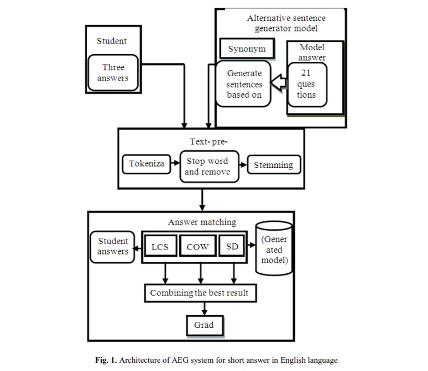 Alternative sentence
generator model
Student
Three
answers
Synonym
Generate
sentences
based on
Model
answer
21
ques
tions
Text-pre-
Tokeniza
Stop word
and remove
Stemming
Answer matching
Student
answers
LCS
COW
SD
(Gener
ated
model)
Combining the best result
Grad
Fig. 1. Architecture of AEG system for short answer in English language